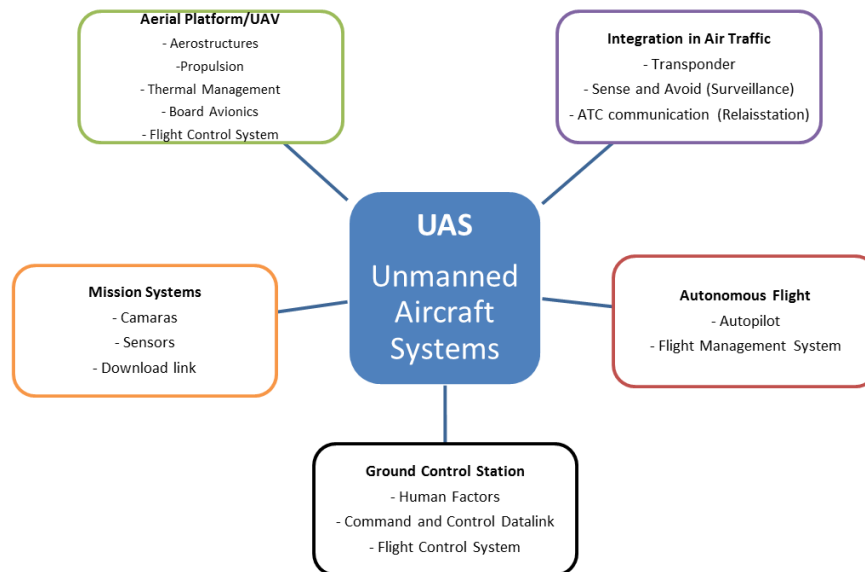 Aerial Platform/UAV
- Aerostructures
-Propulsion
- Thermal Management
- Board Avionics
- Flight Control System
Integration in Air Traffic
- Transponder
- Sense and Avoid (Surveillance)
- ATC communication (Relaisstation)
UAS
Unmanned
Aircraft
Systems
Mission Systems
- Camaras
- Sensors
- Download link
Autonomous Flight
- Autopilot
- Flight Management System
Ground Control Station
- Human Factors
- Command and Control Datalink
- Flight Control System